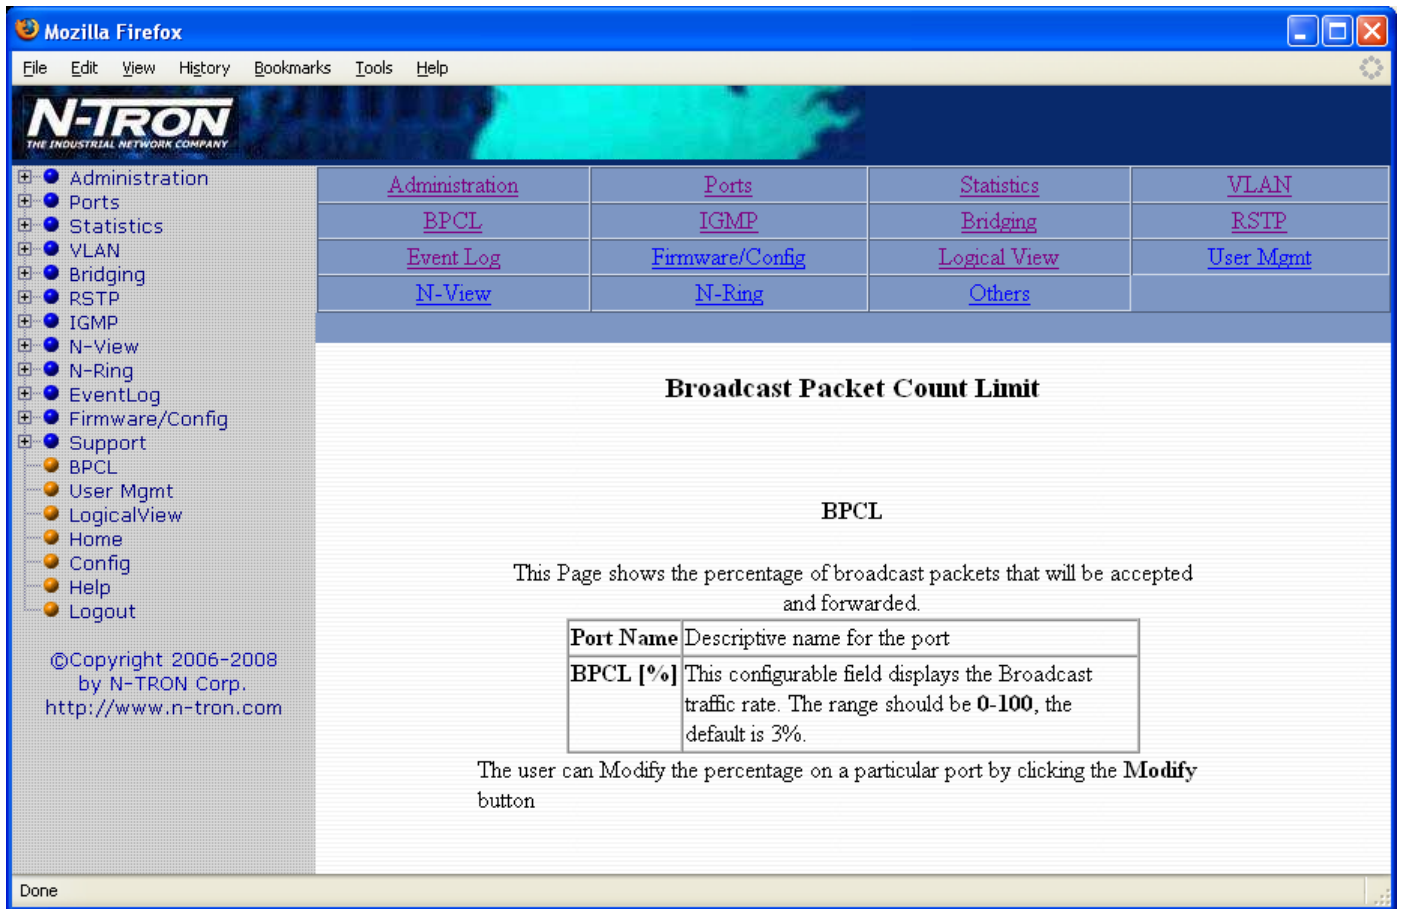 Mozilla Firefox
File Edit View History Bookmarks Tools Help
N-TRON
THE INDUSTRIAL NETWORK COMPANY
Administration
Ports
Statistics
VLAN
Bridging
RSTP
IGMP
N-View
N-Ring
EventLog
Firmware/Config
Support
BPCL
User Mgmt
LogicalView
Home
Config
Help
Logout
©Copyright 2006-2008
by N-TRON Corp.
http://www.n-tron.com
Administration Ports Statistics VLAN
BPCL IGMP Bridging RSTP
Event Log Firmware/Config Logical View User Mgmt
N-View N-Ring Others
Broadcast Packet Count Limit
BPCL
This Page shows the percentage of broadcast packets that will be accepted
and forwarded.
Port Name Descriptive name for the port
BPCL [%] This configurable field displays the Broadcast
traffic rate. The range should be 0-100, the
default is 3%.
The user can Modify the percentage on a particular port by clicking the Modify
button
Done